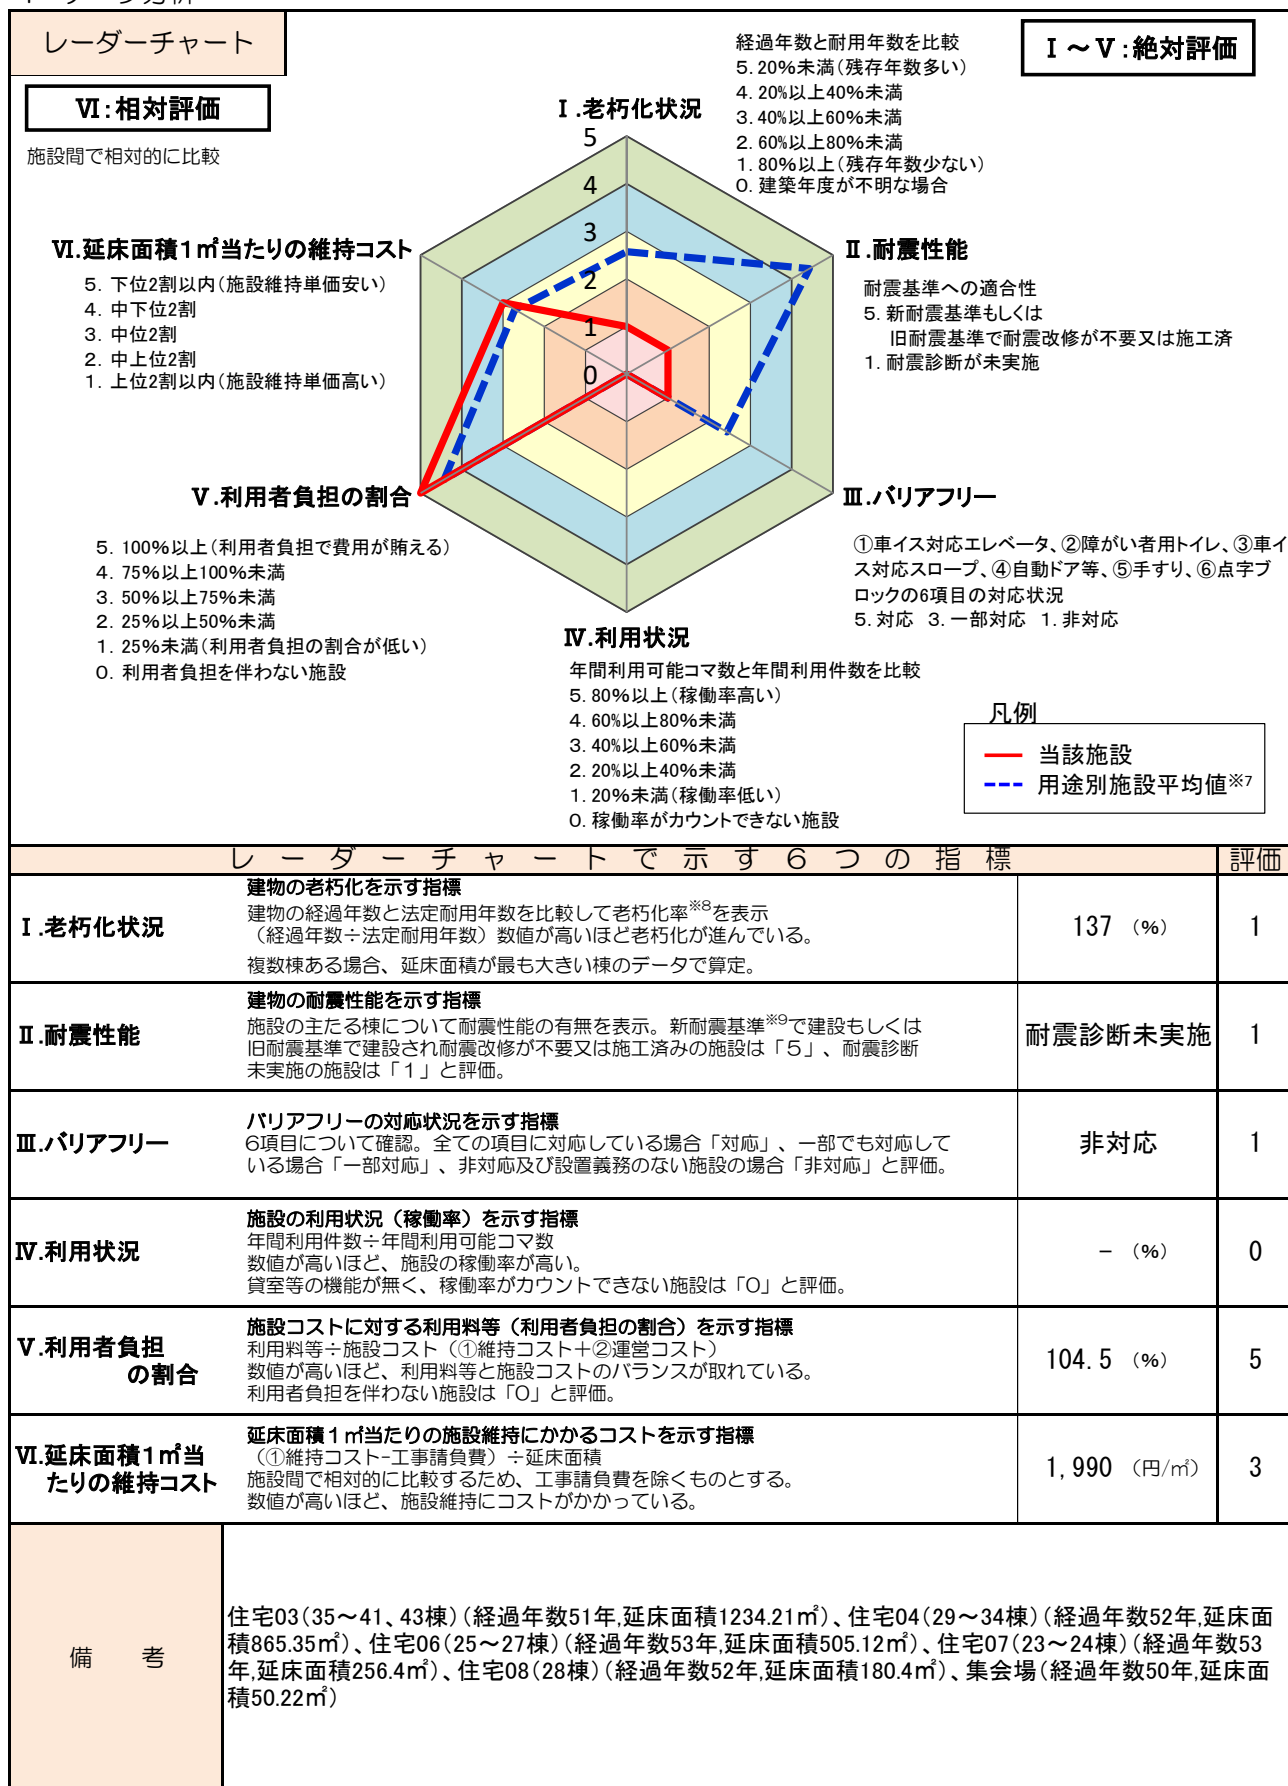 レーダーチャート
Ⅰ～Ⅴ：絶対評価
Ⅵ：相対評価
施設間で相対的に比較
経過年数と耐用年数を比較
5．20％未満（残存年数多い）
4．20％以上40％未満
3．40％以上60％未満
2．60％以上80％未満
1．80％以上（残存年数少ない）
0．建築年度が不明な場合
Ⅰ．老朽化状況
5
4
3
2
1
0
Ⅵ．延床面積1㎡当たりの維持コスト
5．下位2割以内（施設維持単価安い）
4．中下位2割
3．中位2割
2．中上位2割
1．上位2割以内（施設維持単価高い）
Ⅱ．耐震性能
耐震基準への適合性
5．新耐震基準もしくは
旧耐震基準で耐震改修が不要又は施工済
1．耐震診断が未実施
Ⅴ．利用者負担の割合
5．100％以上（利用者負担で費用が賄える）
4．75％以上100％未満
3．50％以上75％未満
2．25％以上50％未満
1．25％未満（利用者負担の割合が低い）
0．利用者負担を伴わない施設
Ⅲ．バリアフリー
①車イス対応エレベータ、②障がい者用トイレ、③車イ
ス対応スロープ、④自動ドア等、⑤手すり、⑥点字ブ
ロックの6項目の対応状況
5．対応 3．一部対応 1．非対応
Ⅳ．利用状況
年間利用可能コマ数と年間利用件数を比較
5．80％以上（稼働率高い）
4．60％以上80％未満
3．40％以上60％未満
2．20％以上40％未満
1．20％未満（稼働率低い）
0．稼働率がカウントできない施設
凡例
当該施設
用途別施設平均値※7
レーダーチャートで示す６つの指標 評価
Ⅰ．老朽化状況
建物の老朽化を示す指標
建物の経過年数と法定耐用年数を比較して老朽化率※8を表示
（経過年数÷法定耐用年数）数値が高いほど老朽化が進んでいる。
複数棟ある場合、延床面積が最も大きい棟のデータで算定。
137 （％） 1
Ⅱ．耐震性能
建物の耐震性能を示す指標
施設の主たる棟について耐震性能の有無を表示。新耐震基準※9で建設もしくは
旧耐震基準で建設され耐震改修が不要又は施工済みの施設は「５」、耐震診断
未実施の施設は「１」と評価。
耐震診断未実施 1
Ⅲ．バリアフリー
バリアフリーの対応状況を示す指標
6項目について確認。全ての項目に対応している場合「対応」、一部でも対応して
いる場合「一部対応」、非対応及び設置義務のない施設の場合「非対応」と評価。
非対応 1
Ⅳ．利用状況
施設の利用状況（稼働率）を示す指標
年間利用件数÷年間利用可能コマ数
数値が高いほど、施設の稼働率が高い。
貸室等の機能が無く、稼働率がカウントできない施設は「0」と評価。
－ （％） 0
Ⅴ．利用者負担
の割合
施設コストに対する利用料等（利用者負担の割合）を示す指標
利用料等÷施設コスト（①維持コスト＋②運営コスト）
数値が高いほど、利用料等と施設コストのバランスが取れている。
利用者負担を伴わない施設は「0」と評価。
104.5 （％） 5
Ⅵ．延床面積1㎡当
たりの維持コスト
延床面積１㎡当たりの施設維持にかかるコストを示す指標
（①維持コスト-工事請負費）÷延床面積
施設間で相対的に比較するため、工事請負費を除くものとする。
数値が高いほど、施設維持にコストがかかっている。
1,990 （円/㎡） 3
備 考
住宅03（35～41、43棟）（経過年数51年,延床面積1234.21㎡）、住宅04（29～34棟）（経過年数52年,延床面
積865.35㎡）、住宅06（25～27棟）（経過年数53年,延床面積505.12㎡）、住宅07（23～24棟）（経過年数53
年,延床面積256.4㎡）、住宅08（28棟）（経過年数52年,延床面積180.4㎡）、集会場（経過年数50年,延床面
積50.22㎡）